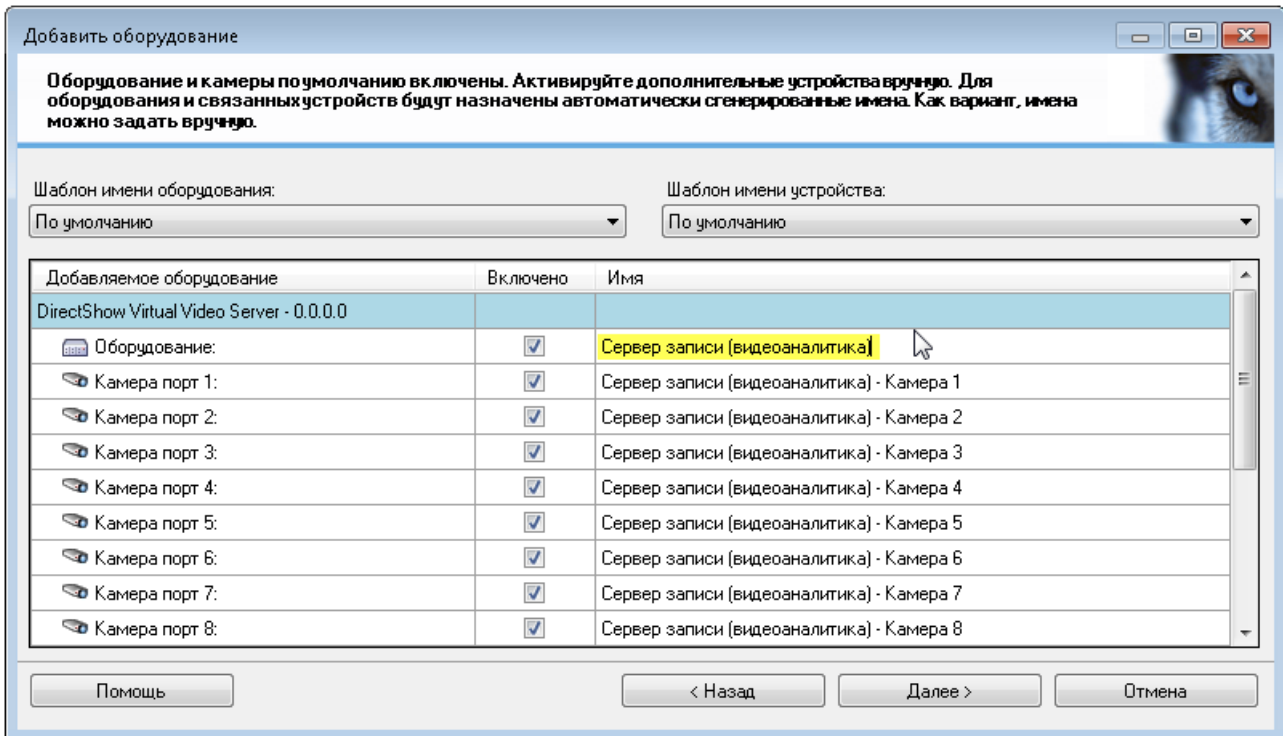 Добавить оборудование
Оборудование и камеры по умолчанию включены. Активируйте дополнительные устройства вручную. Для
оборудования и связанных устройств будут назначены автоматически сгенерированные имена. Как вариант, имена
можно задать вручную.
Шаблон имени оборудования: Шаблон имени устройства:
По умолчанию По умолчанию
Добавляемое оборудование Включено Имя
DirectShow Virtual Video Server - 0.0.0.0
Оборудование: Сервер записи (видеоаналитика)
Камера порт 1: Сервер записи (видеоаналитика) - Камера 1
Камера порт 2: Сервер записи (видеоаналитика) - Камера 2
Камера порт 3: Сервер записи (видеоаналитика) - Камера 3
Камера порт 4: Сервер записи (видеоаналитика) - Камера 4
Камера порт 5: Сервер записи (видеоаналитика) - Камера 5
Камера порт 6: Сервер записи (видеоаналитика) - Камера 6
Камера порт 7: Сервер записи (видеоаналитика) - Камера 7
Камера порт 8: Сервер записи (видеоаналитика) - Камера 8
Помощь < Назад Далее > Отмена